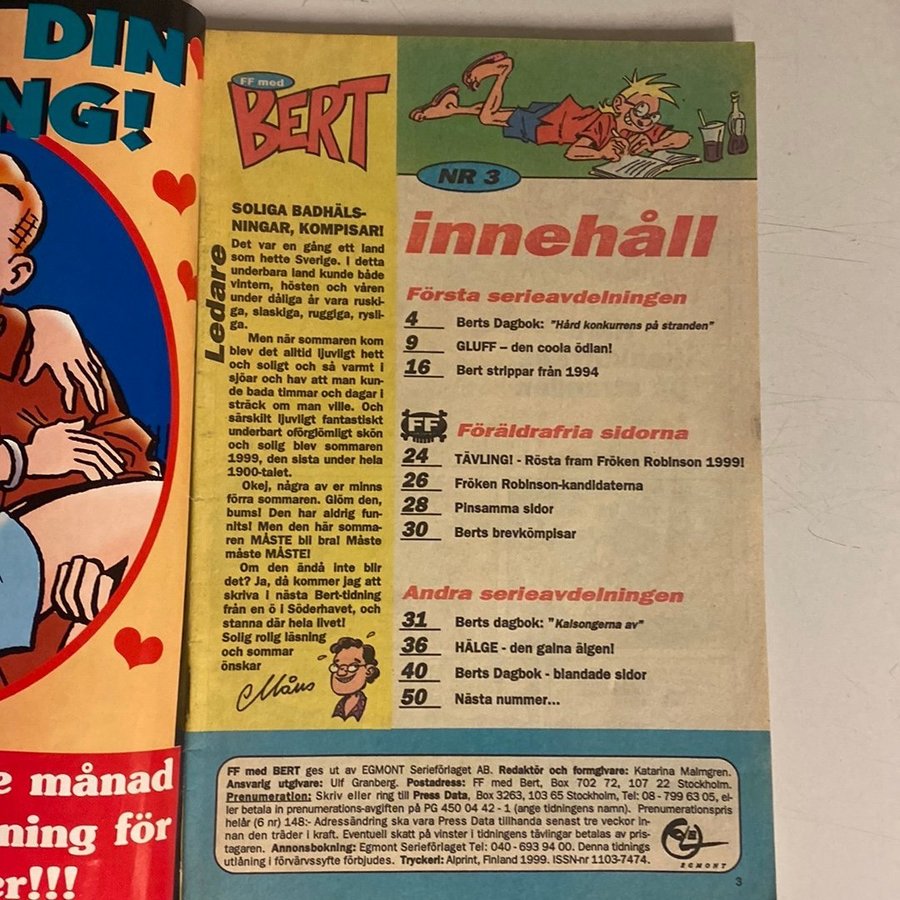 DIN
NG!
e månad
ning för
er!!!
FF med
BERT
NR 3
Ledare
SOLIGA BADHÄLS-
NINGAR, KOMPISAR!
Det var en gång ett land
som hette Sverige. I detta
underbara land kunde både
vintern, hösten och våren
under dåliga år vara ruski-
ga, slaskiga, ruggiga, rysli-
ga.
Men när sommaren kom
blev det alltid ljuvligt hett
och soligt och så varmt i
sjöar och hav att man kun-
de bada timmar och dagar i
sträck om man ville. Och
särskilt ljuvligt fantastiskt
underbart oförglömligt skön
och solig blev sommaren
1999, den sista under hela
1900-talet.
Okej, några av er minns
förra sommaren. Glöm den,
bums! Den har aldrig fun-
nits! Men den här somma-
ren MÅSTE bli bra! Måste
måste MÅSTE!
Om den ändå inte blir
det? Ja, då kommer jag att
skriva i nästa Bert-tidning
från en ö i Söderhavet, och
stanna där hela livet!
Solig rolig läsning
och sommar
önskar
Måns
innehåll
Första serieavdelningen
4 Berts Dagbok: "Hård konkurrens på stranden"
9 GLUFF – den coola ödlan!
16 Bert strippar från 1994
FF Föräldrafria sidorna
24 TÄVLING! - Rösta fram Fröken Robinson 1999!
26 Fröken Robinson-kandidaterna
28 Pinsamma sidor
30 Berts brevkömpisar
Andra serieavdelningen
31 Berts dagbok: "Kalsongerna av"
36 HÄLGE - den galna älgen!
40 Berts Dagbok - blandade sidor
50 Nästa nummer...
FF med BERT ges ut av EGMONT Serieförlaget AB. Redaktör och formgivare: Katarina Malmgren.
Ansvarig utgivare: Ulf Granberg. Postadress: FF med Bert, Box 702 72, 107 22 Stockholm.
Prenumeration: Skriv eller ring till Press Data, Box 3263, 103 65 Stockholm, Tel: 08 - 799 63 05, el-
ler betala in prenumerations-avgiften på PG 450 04 42 - 1 (ange tidningens namn). Prenumerationspris
helår (6 nr) 148:- Adressändring ska vara Press Data tillhanda senast tre veckor in-
nan den träder i kraft. Eventuell skatt på vinster i tidningens tävlingar betalas av pris-
tagaren. Annonsbokning: Egmont Serieförlaget Tel: 040 - 693 94 00. Denna tidnings
utlåning i förvärvssyfte förbjudes. Tryckeri: Alprint, Finland 1999. ISSN-nr 1103-7474.
EGMONT
3